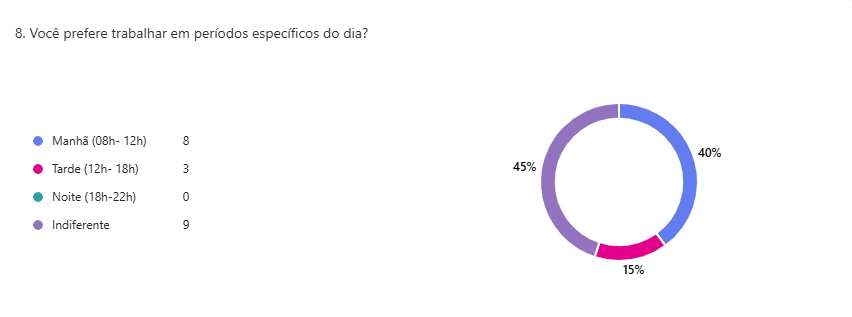 8. Você prefere trabalhar em períodos específicos do dia?
Manhã (08h- 12h) 8
Tarde (12h- 18h) 3
Noite (18h-22h) 0
Indiferente 9
40%
45%
15%